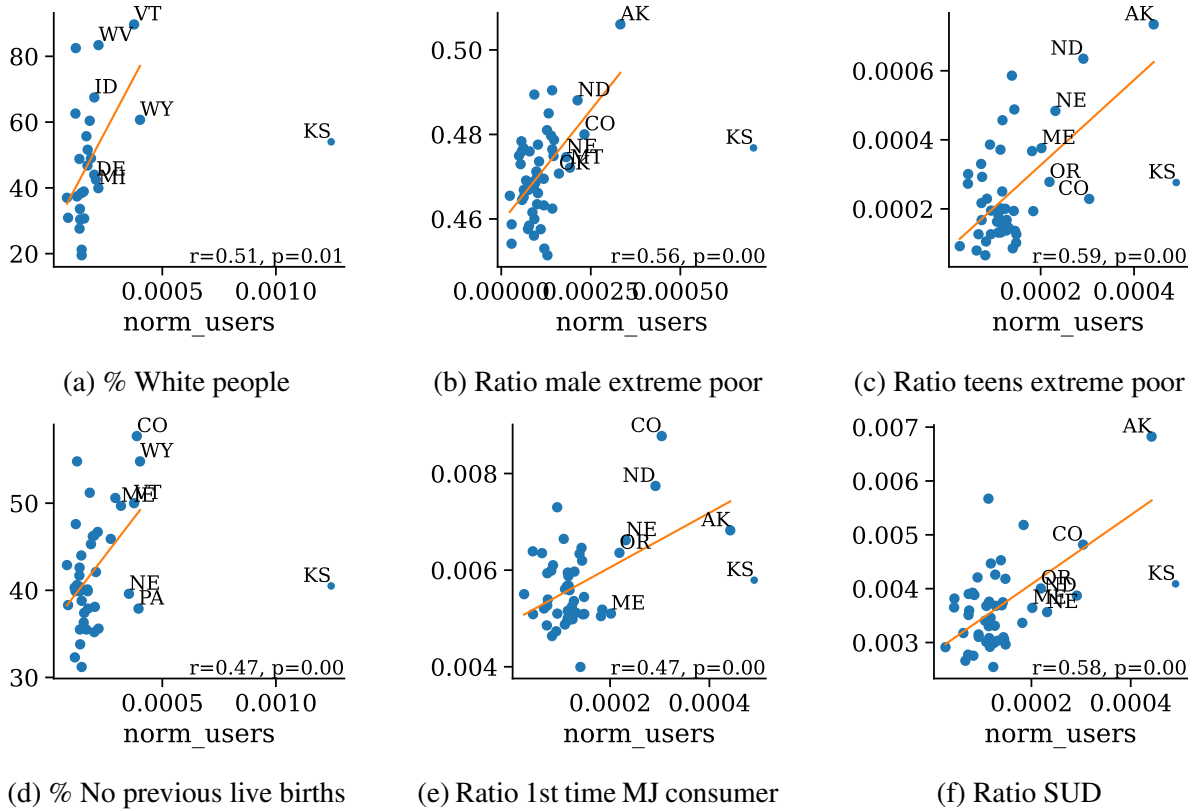 VT
WV
80
ID
60
WY
KS
40
DE
MI
20
r=0.51, p=0.01
0.0005
0.0010
norm_users
(a) % White people
AK
0.50
ND
0.48
CO
KS
NE
MT
OK
0.46
r=0.56, p=0.00
0.00000
0.00025
0.00050
norm_users
(b) Ratio male extreme poor
AK
ND
0.0006
NE
0.0004
ME
OR
KS
CO
0.0002
r=0.59, p=0.00
0.0002
0.0004
norm_users
(c) Ratio teens extreme poor
CO
WY
50
ME
VT
40
NE
KS
PA
30
r=0.47, p=0.00
0.0005
0.0010
norm_users
(d) % No previous live births
CO
0.008
ND
NE
AK
OR
0.006
KS
ME
0.004
r=0.47, p=0.00
0.0002
0.0004
norm_users
(e) Ratio 1st time MJ consumer
0.007
AK
0.006
0.005
CO
OR
KS
0.004
ND
ME
NE
0.003
r=0.58, p=0.00
0.0002
0.0004
norm_users
(f) Ratio SUD